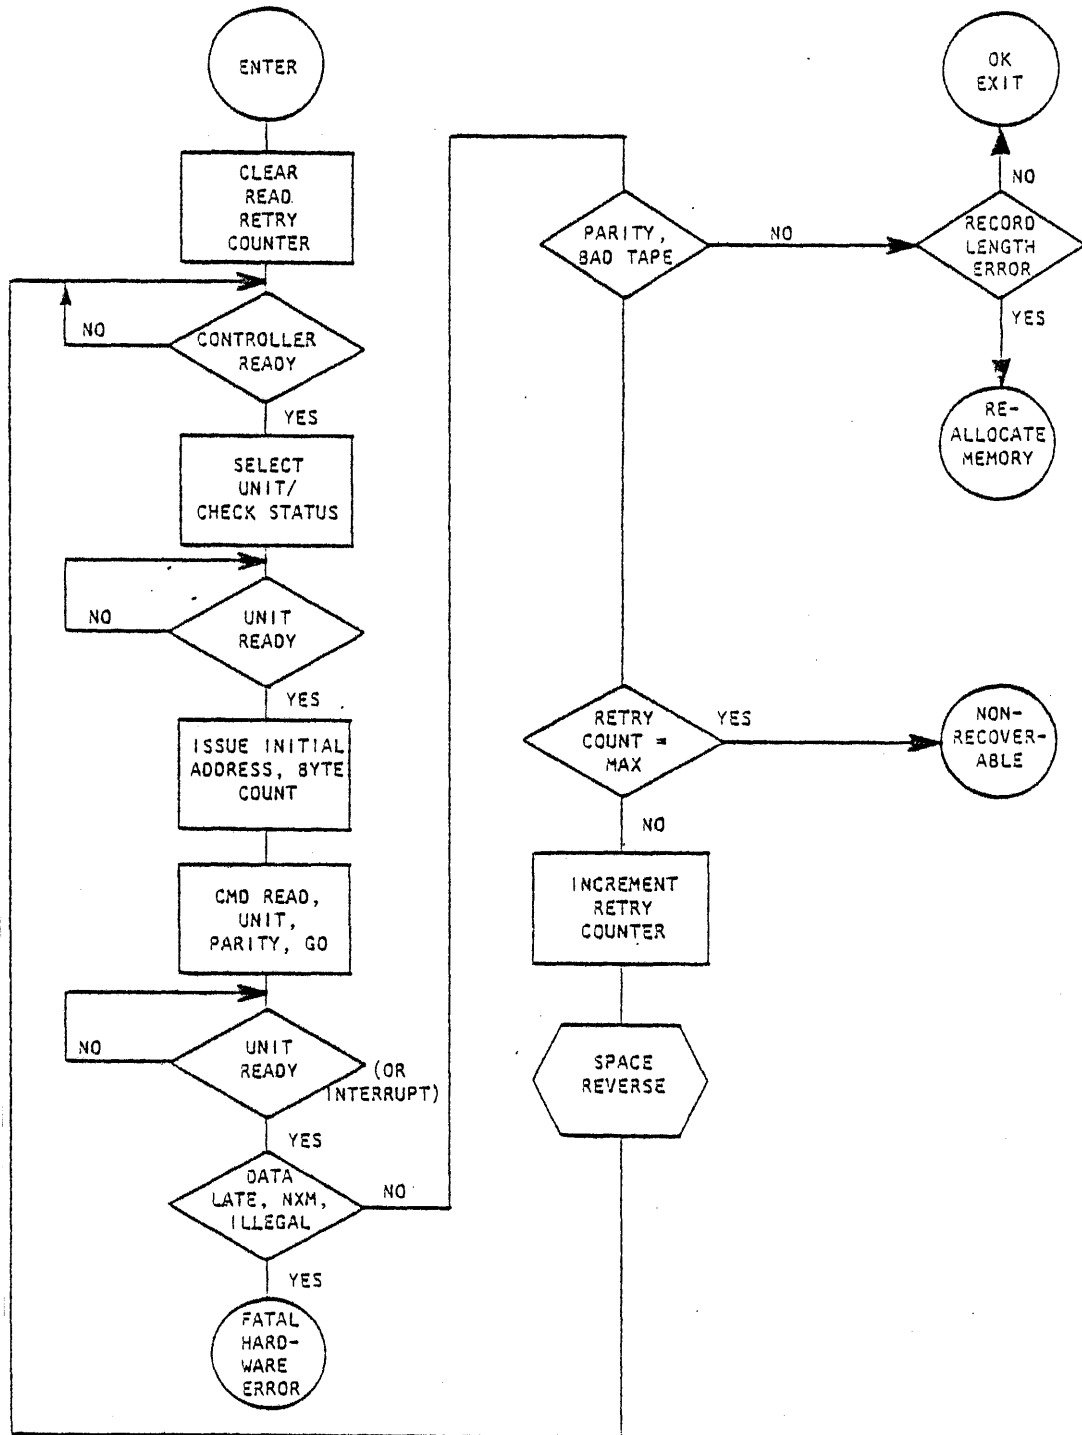 ENTER
CLEAR
READ
RETRY
COUNTER
NO
CONTROLLER
READY
YES
SELECT
UNIT/
CHECK STATUS
NO
UNIT
READY
YES
ISSUE INITIAL
ADDRESS, BYTE
COUNT
CMD READ,
UNIT,
PARITY, GO
NO
UNIT
READY
(OR
INTERRUPT)
YES
DATA
LATE, NXM,
ILLEGAL
NO
YES
FATAL
HARD-
WARE
ERROR
PARITY,
BAD TAPE
NO
RECORD
LENGTH
ERROR
NO
OK
EXIT
YES
RE-
ALLOCATE
MEMORY
RETRY
COUNT =
MAX
YES
NON-
RECOVER-
ABLE
NO
INCREMENT
RETRY
COUNTER
SPACE
REVERSE